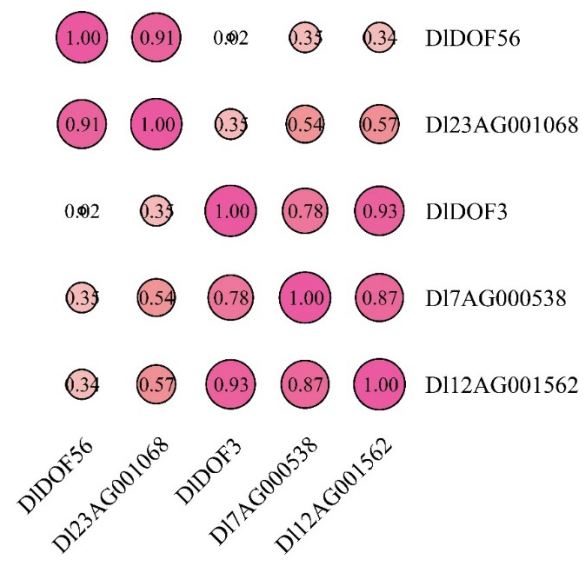 1.00 0.91 0.02 0.35 0.34 DlDOF56
0.91 1.00 0.35 0.54 0.57 Dl23AG001068
0.02 0.35 1.00 0.78 0.93 DlDOF3
0.35 0.54 0.78 1.00 0.87 Dl7AG000538
0.34 0.57 0.93 0.87 1.00 Dl12AG001562
DlDOF56 Dl23AG001068 DlDOF3 Dl7AG000538 Dl12AG001562